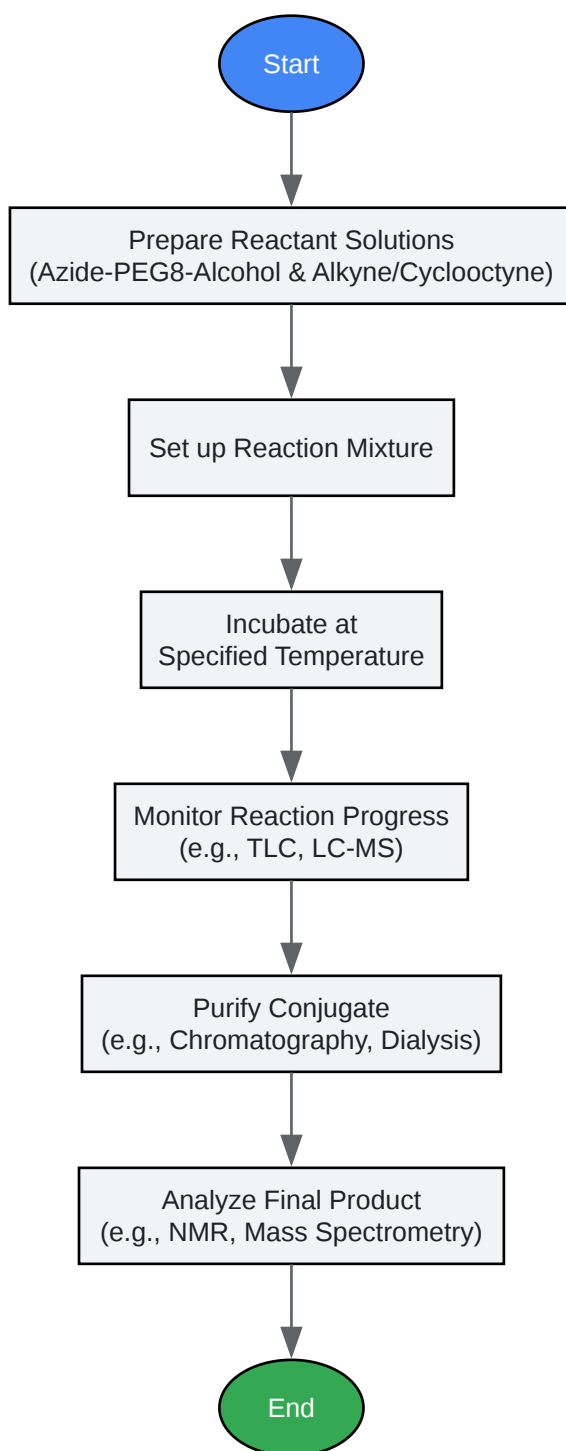 Start
Prepare Reactant Solutions
(Azide-PEG8-Alcohol & Alkyne/Cyclooctyne)
Set up Reaction Mixture
Incubate at
Specified Temperature
Monitor Reaction Progress
(e.g., TLC, LC-MS)
Purify Conjugate
(e.g., Chromatography, Dialysis)
Analyze Final Product
(e.g., NMR, Mass Spectrometry)
End